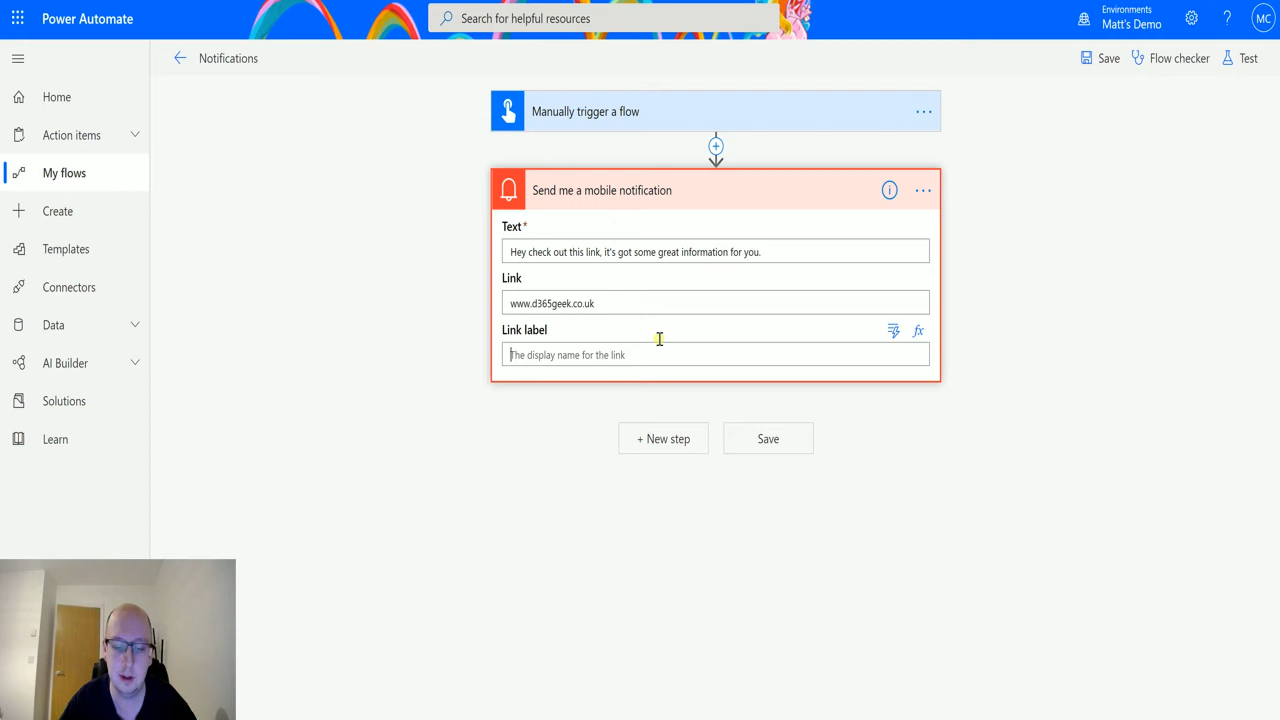 Power Automate
Search for helpful resources
Environments
Matt's Demo
?
MC
Notifications
Save
Flow checker
Test
Home
Action items
My flows
Create
Templates
Connectors
Data
AI Builder
Solutions
Learn
Manually trigger a flow
Send me a mobile notification
Text *
Hey check out this link, it's got some great information for you.
Link
www.d365geek.co.uk
Link label
fx
The display name for the link
+ New step
Save